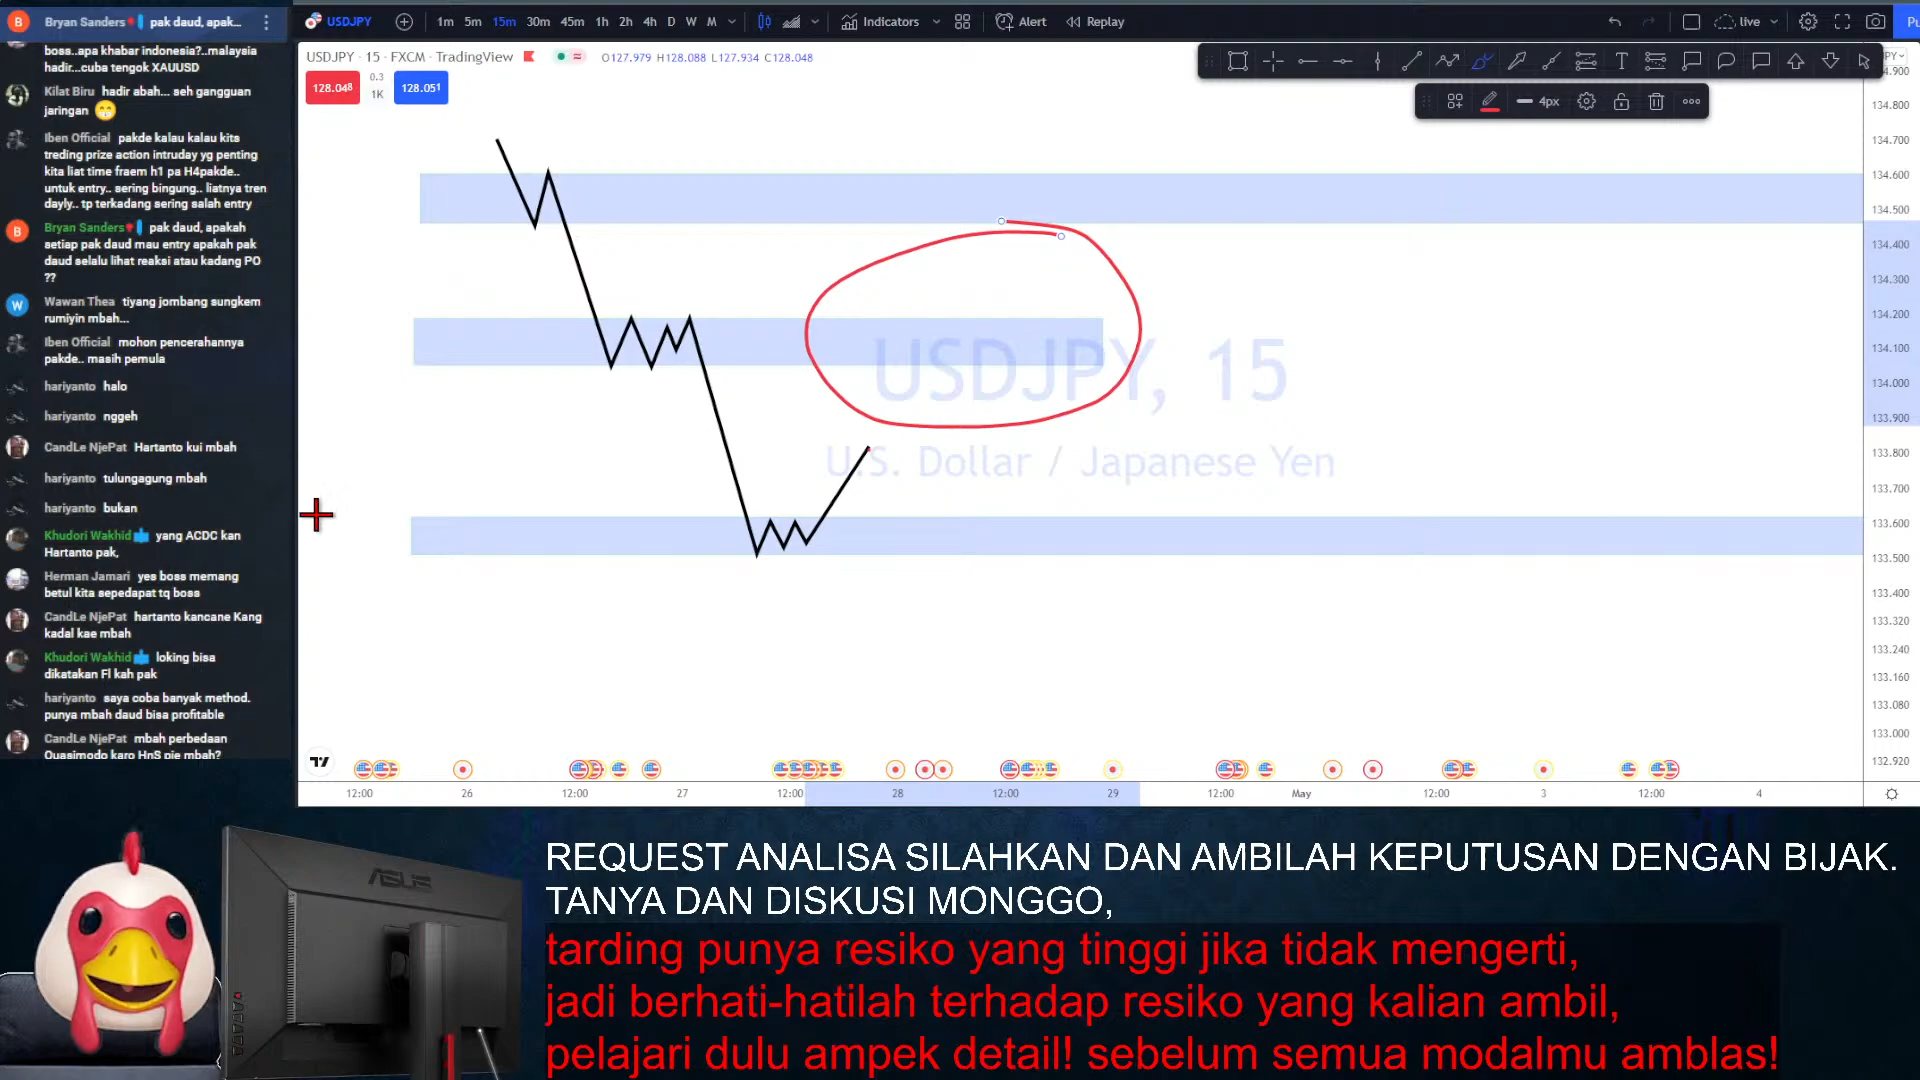 Bryan Sanders pak daud, apak...
boss..apa khabar indonesia?..malaysia
hadir...cuba tengok XAUUSD
Kilat Biru hadir abah... seh gangguan
jaringan
Iben Official pakde kalau kalau kits
treding prize action intruday yg penting
kita liat time fraem h1 pa H4pakde..
untuk entry.. sering bingung.. liatnya tren
dayly.. tp terkadang sering salah entry
Bryan Sanders pak daud, apakah
setiap pak daud mau entry apakah pak
daud selalu lihat reaksi atau kadang PO
??
Wawan Thea tiyang jombang sungkem
rumiyin mbah...
Iben Official mohon pencerahannya
pakde.. masih pemula
hariyanto halo
hariyanto nggeh
CandLe NjePat Hartanto kui mbah
hariyanto tulungagung mbah
hariyanto bukan
Khudori Wakhid yang ACDC kan
Hartanto pak,
Herman Jamari yes boss memang
betul kita sepedapat tq boss
CandLe NjePat hartanto kancane Kang
kadal kae mbah
Khudori Wakhid loking bisa
dikatakan Fl kah pak
hariyanto saya coba banyak method.
punya mbah daud bisa profitable
CandLe NjePat mbah perbedaan
Quasimodo karo HnS pie mbah?
USDJPY 1m 5m 15m 30m 45m 1h 2h 4h D W M Indicators Alert Replay live Pu
USDJPY · 15 · FXCM · TradingView O127.979 H128.088 L127.934 C128.048
128.048 0.3 1K 128.051
4px
USDJPY, 15
U.S. Dollar / Japanese Yen
134.800
134.700
134.600
134.500
134.400
134.300
134.200
134.100
134.000
133.900
133.800
133.700
133.600
133.500
133.400
133.320
133.240
133.160
133.080
133.000
132.920
12:00 26 12:00 27 12:00 28 12:00 29 12:00 May 12:00 3 12:00 4
ASUS
REQUEST ANALISA SILAHKAN DAN AMBILAH KEPUTUSAN DENGAN BIJAK.
TANYA DAN DISKUSI MONGGO,
tarding punya resiko yang tinggi jika tidak mengerti,
jadi berhati-hatilah terhadap resiko yang kalian ambil,
pelajari dulu ampek detail! sebelum semua modalmu amblas!